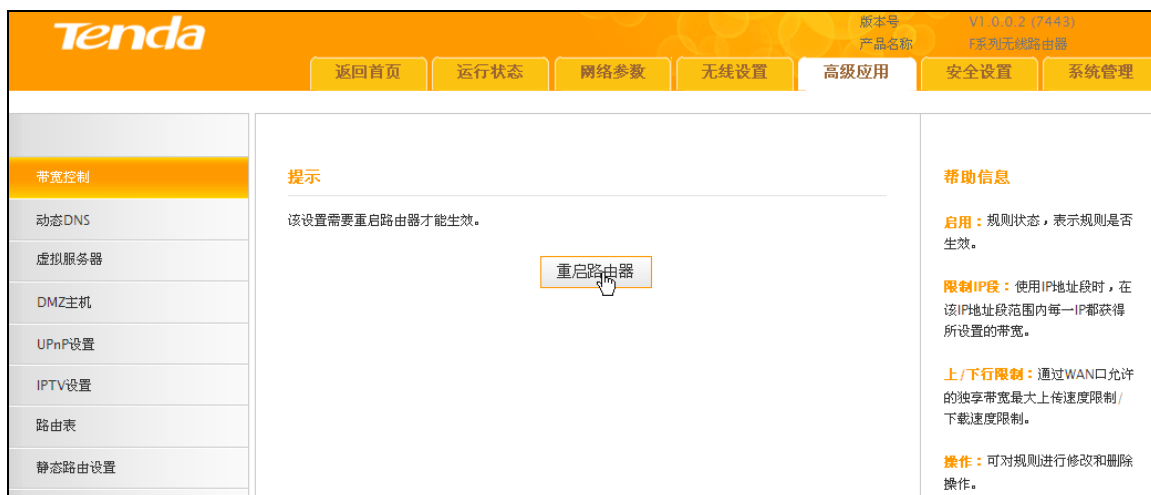 Tenda
版本号 V1.0.0.2.(7443)
产品名称 F系列无线路由器
返回首页 运行状态 网络参数 无线设置 高级应用 安全设置 系统管理
带宽控制
动态DNS
虚拟服务器
DMZ主机
UPnP设置
IPTV设置
路由表
静态路由设置
提示
该设置需要重启路由器才能生效。
重启路由器
帮助信息
启用：规则状态，表示规则是否
生效。
限制IP段：使用IP地址段时，在
该IP地址段范围内每一IP都获得
所设置的带宽。
上/下行限制：通过WAN口允许
的独享带宽最大上传速度限制/
下载速度限制。
操作：可对规则进行修改和删除
操作。